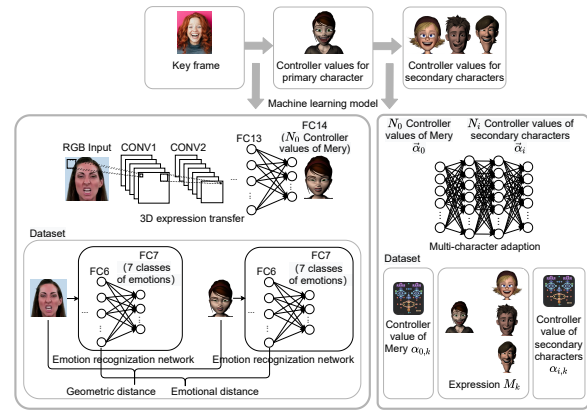 Key frame
Controller values for
primary character
Controller values for
secondary characters
Machine learning model
RGB Input
CONV1
CONV2
...
FC13
FC14
(N₀ Controller
values of Mery)
3D expression transfer
Dataset
FC6
FC7
(7 classes
of emotions)
...
Emotion recognization network
FC6
FC7
(7 classes
of emotions)
...
Emotion recognization network
Geometric distance
Emotional distance
N₀ Controller
values of Mery
α⃗₀
Nᵢ Controller values of
secondary characters
α⃗ᵢ
Multi-character adaption
Dataset
Controller
value of
Mery α₀,ₖ
Expression Mₖ
Controller
value of
secondary
characters
αᵢ,ₖ